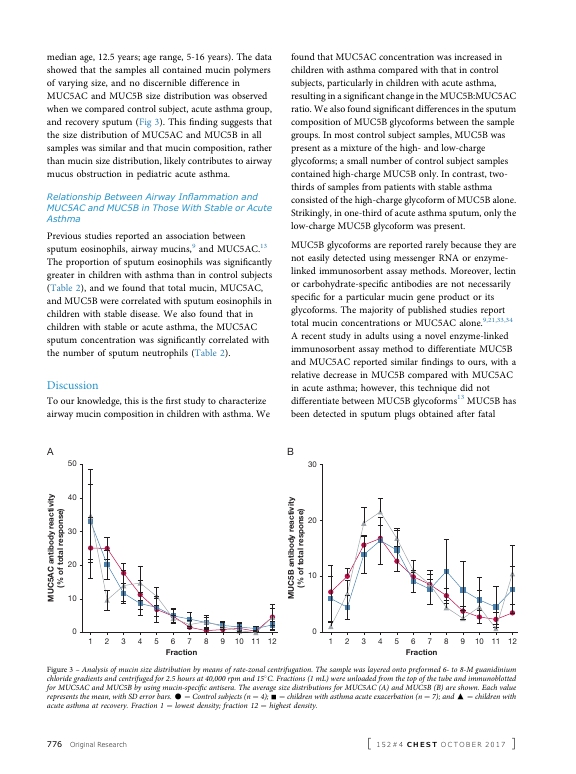 median age, 12.5 years; age range, 5-16 years). The data
showed that the samples all contained mucin polymers
of varying size, and no discernible difference in
MUC5AC and MUC5B size distribution was observed
when we compared control subject, acute asthma group,
and recovery sputum (Fig 3). This finding suggests that
the size distribution of MUC5AC and MUC5B in all
samples was similar and that mucin composition, rather
than mucin size distribution, likely contributes to airway
mucus obstruction in pediatric acute asthma.
Relationship Between Airway Inflammation and
MUC5AC and MUC5B in Those With Stable or Acute
Asthma
Previous studies reported an association between
sputum eosinophils, airway mucins,9 and MUC5AC.13
The proportion of sputum eosinophils was significantly
greater in children with asthma than in control subjects
(Table 2), and we found that total mucin, MUC5AC,
and MUC5B were correlated with sputum eosinophils in
children with stable disease. We also found that in
children with stable or acute asthma, the MUC5AC
sputum concentration was significantly correlated with
the number of sputum neutrophils (Table 2).
Discussion
To our knowledge, this is the first study to characterize
airway mucin composition in children with asthma. We
found that MUC5AC concentration was increased in
children with asthma compared with that in control
subjects, particularly in children with acute asthma,
resulting in a significant change in the MUC5B:MUC5AC
ratio. We also found significant differences in the sputum
composition of MUC5B glycoforms between the sample
groups. In most control subject samples, MUC5B was
present as a mixture of the high- and low-charge
glycoforms; a small number of control subject samples
contained high-charge MUC5B only. In contrast, two-
thirds of samples from patients with stable asthma
consisted of the high-charge glycoform of MUC5B alone.
Strikingly, in one-third of acute asthma sputum, only the
low-charge MUC5B glycoform was present.
MUC5B glycoforms are reported rarely because they are
not easily detected using messenger RNA or enzyme-
linked immunosorbent assay methods. Moreover, lectin
or carbohydrate-specific antibodies are not necessarily
specific for a particular mucin gene product or its
glycoforms. The majority of published studies report
total mucin concentrations or MUC5AC alone.9,21,33,34
A recent study in adults using a novel enzyme-linked
immunosorbent assay method to differentiate MUC5B
and MUC5AC reported similar findings to ours, with a
relative decrease in MUC5B compared with MUC5AC
in acute asthma; however, this technique did not
differentiate between MUC5B glycoforms13 MUC5B has
been detected in sputum plugs obtained after fatal
A
MUC5AC antibody reactivity
(% of total response)
50
40
30
20
10
0
1 2 3 4 5 6 7 8 9 10 11 12
Fraction
B
MUC5B antibody reactivity
(% of total response)
30
20
10
0
1 2 3 4 5 6 7 8 9 10 11 12
Fraction
Figure 3 – Analysis of mucin size distribution by means of rate-zonal centrifugation. The sample was layered onto preformed 6- to 8-M guanidinium
chloride gradients and centrifuged for 2.5 hours at 40,000 rpm and 15°C. Fractions (1 mL) were unloaded from the top of the tube and immunoblotted
for MUC5AC and MUC5B by using mucin-specific antisera. The average size distributions for MUC5AC (A) and MUC5B (B) are shown. Each value
represents the mean, with SD error bars. ● = Control subjects (n = 4); ■ = children with asthma acute exacerbation (n = 7); and ▲ = children with
acute asthma at recovery. Fraction 1 = lowest density; fraction 12 = highest density.
776 Original Research
[ 152#4 CHEST OCTOBER 2017 ]